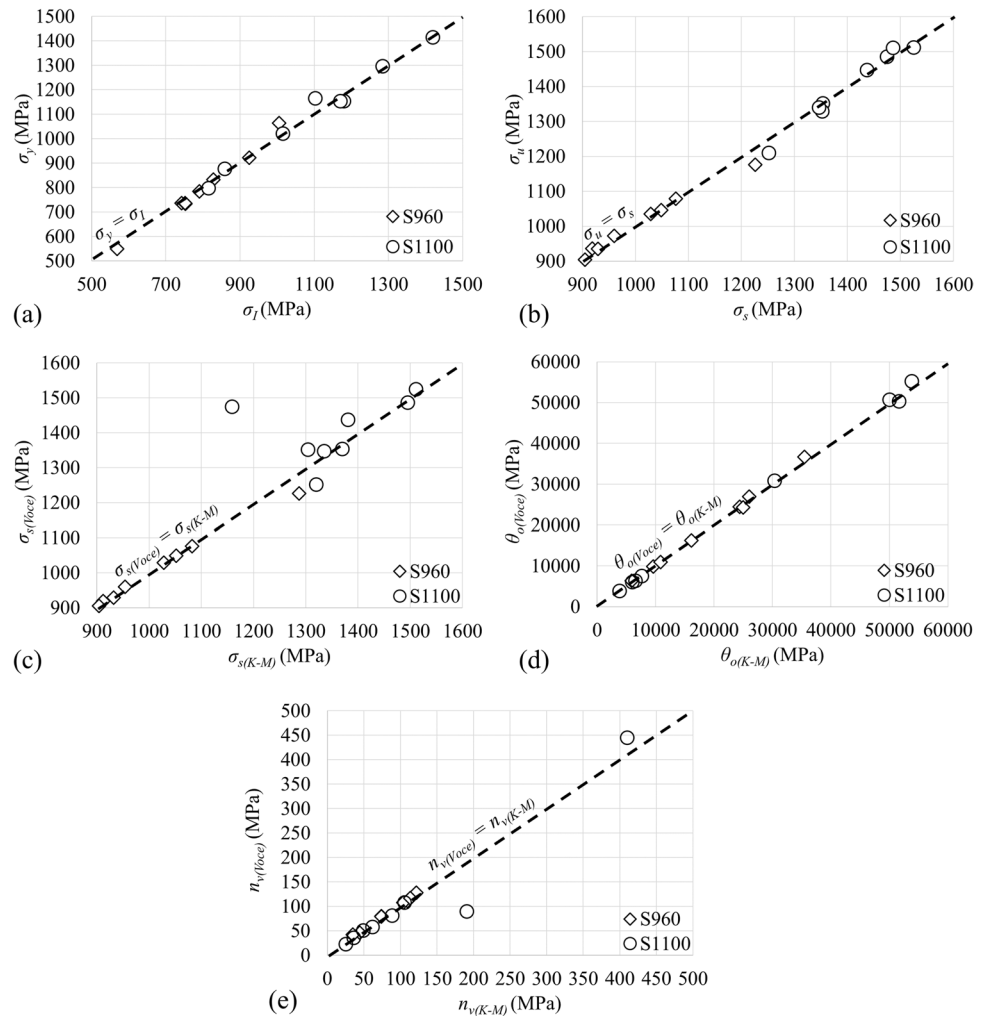 1500
1400
1300
1200
1100
1000
900
800
700
600
500
σy (MPa)
σy = σI
S960
S1100
500 700 900 1100 1300 1500
(a)
σI (MPa)
1600
1500
1400
1300
1200
1100
1000
900
σu (MPa)
σu = σs
S960
S1100
900 1000 1100 1200 1300 1400 1500 1600
(b)
σs (MPa)
1600
1500
1400
1300
1200
1100
1000
900
σs(Voce) (MPa)
σs(Voce) = σs(K-M)
S960
S1100
900 1000 1100 1200 1300 1400 1500 1600
(c)
σs(K-M) (MPa)
60000
50000
40000
30000
20000
10000
0
θo(Voce) (MPa)
θo(Voce) = θo(K-M)
S960
S1100
0 10000 20000 30000 40000 50000 60000
(d)
θo(K-M) (MPa)
500
450
400
350
300
250
200
150
100
50
0
nv(Voce) (MPa)
nv(Voce) = nv(K-M)
S960
S1100
0 50 100 150 200 250 300 350 400 450 500
(e)
nv(K-M) (MPa)